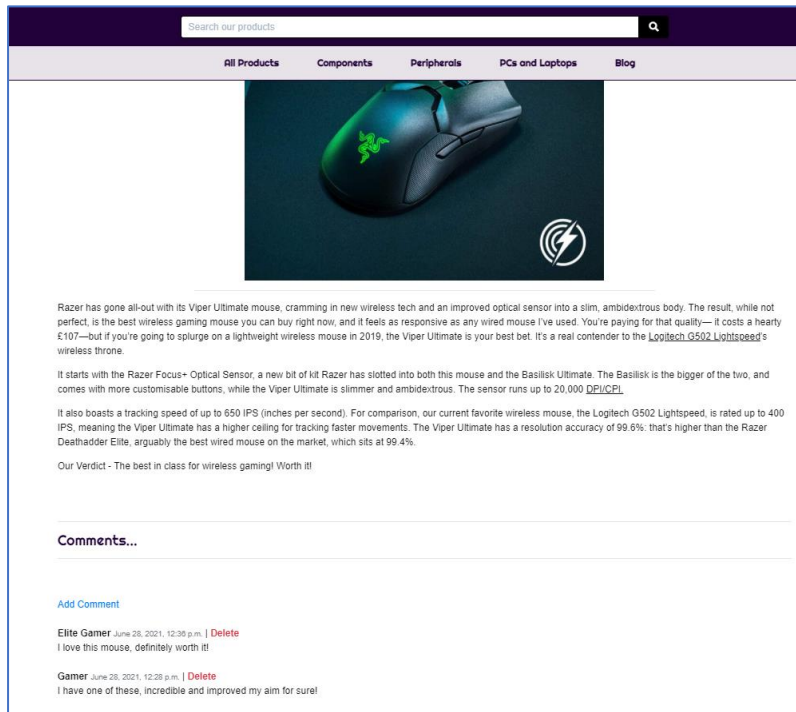 Search our products
All Products Components Peripherals PCs and Laptops Blog
Razer has gone all-out with its Viper Ultimate mouse, cramming in new wireless tech and an improved optical sensor into a slim, ambidextrous body. The result, while not
perfect, is the best wireless gaming mouse you can buy right now, and it feels as responsive as any wired mouse I've used. You're paying for that quality— it costs a hearty
£107—but if you're going to splurge on a lightweight wireless mouse in 2019, the Viper Ultimate is your best bet. It's a real contender to the Logitech G502 Lightspeed's
wireless throne.
It starts with the Razer Focus+ Optical Sensor, a new bit of kit Razer has slotted into both this mouse and the Basilisk Ultimate. The Basilisk is the bigger of the two, and
comes with more customisable buttons, while the Viper Ultimate is slimmer and ambidextrous. The sensor runs up to 20,000 DPI/CPI.
It also boasts a tracking speed of up to 650 IPS (inches per second). For comparison, our current favorite wireless mouse, the Logitech G502 Lightspeed, is rated up to 400
IPS, meaning the Viper Ultimate has a higher ceiling for tracking faster movements. The Viper Ultimate has a resolution accuracy of 99.6%: that's higher than the Razer
Deathadder Elite, arguably the best wired mouse on the market, which sits at 99.4%.
Our Verdict - The best in class for wireless gaming! Worth it!
Comments...
Add Comment
Elite Gamer June 28, 2021, 12:36 p.m. | Delete
I love this mouse, definitely worth it!
Gamer June 28, 2021, 12:28 p.m. | Delete
I have one of these, incredible and improved my aim for sure!